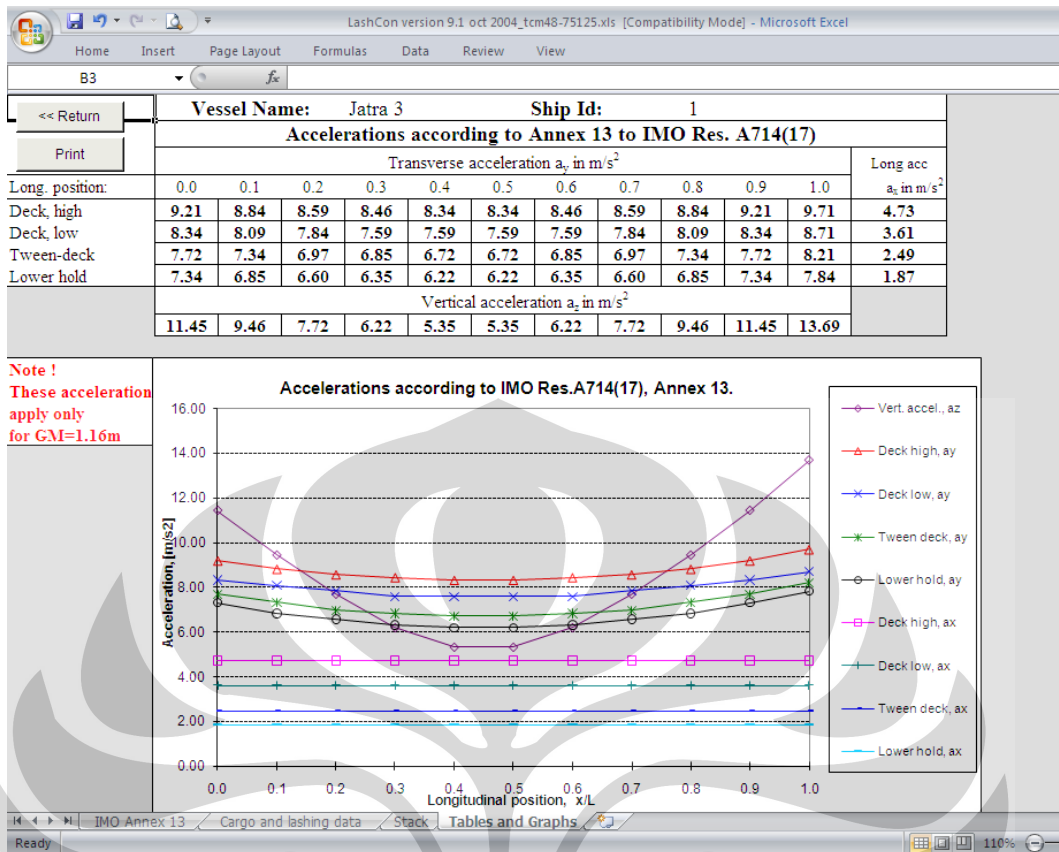 LashCon version 9.1 oct 2004_tcm48-75125.xls [Compatibility Mode] - Microsoft Excel
Home Insert Page Layout Formulas Data Review View
B3 fx
<< Return
Print
Vessel Name: Jatra 3 Ship Id: 1
Accelerations according to Annex 13 to IMO Res. A714(17)
Transverse acceleration ay in m/s2 Long acc
Long. position: 0.0 0.1 0.2 0.3 0.4 0.5 0.6 0.7 0.8 0.9 1.0 ax in m/s2
Deck, high 9.21 8.84 8.59 8.46 8.34 8.34 8.46 8.59 8.84 9.21 9.71 4.73
Deck, low 8.34 8.09 7.84 7.59 7.59 7.59 7.59 7.84 8.09 8.34 8.71 3.61
Tween-deck 7.72 7.34 6.97 6.85 6.72 6.72 6.85 6.97 7.34 7.72 8.21 2.49
Lower hold 7.34 6.85 6.60 6.35 6.22 6.22 6.35 6.60 6.85 7.34 7.84 1.87
Vertical acceleration az in m/s2
11.45 9.46 7.72 6.22 5.35 5.35 6.22 7.72 9.46 11.45 13.69
Note !
These acceleration
apply only
for GM=1.16m
Accelerations according to IMO Res.A714(17), Annex 13.
Acceleration, [m/s2]
16.00
14.00
12.00
10.00
8.00
6.00
4.00
2.00
0.00
0.0 0.1 0.2 0.3 0.4 0.5 0.6 0.7 0.8 0.9 1.0
Longitudinal position, x/L
Vert. accel., az
Deck high, ay
Deck low, ay
Tween deck, ay
Lower hold, ay
Deck high, ax
Deck low, ax
Tween deck, ax
Lower hold, ax
IMO Annex 13 Cargo and lashing data Stack Tables and Graphs
Ready 110%